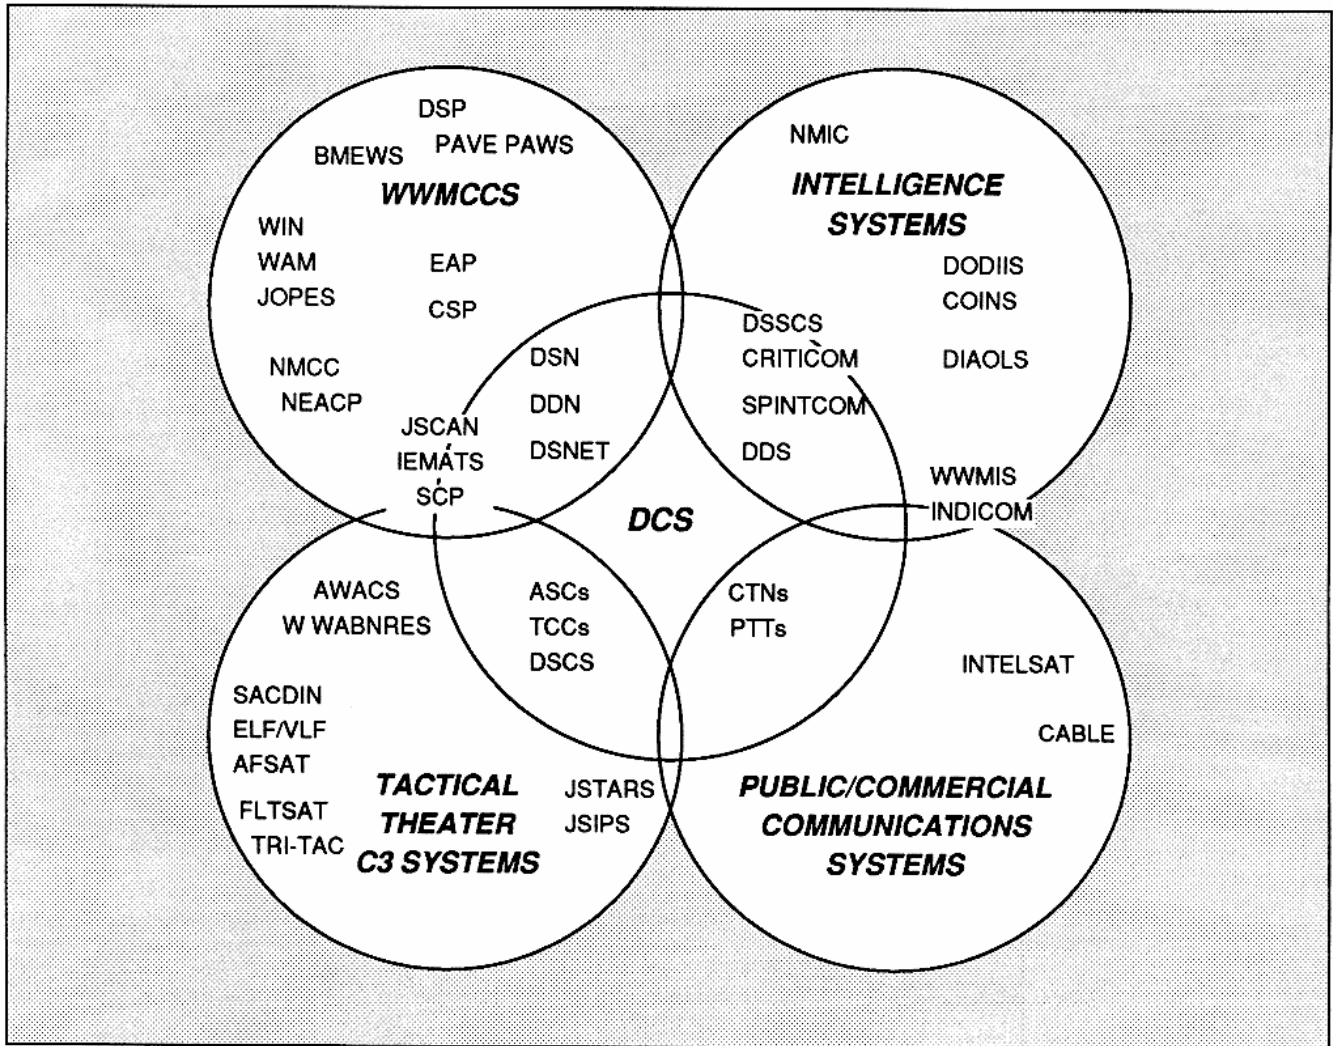 DSP
PAVE PAWS
BMEWS
WWMCCS
WIN
WAM
JOPES
EAP
CSP
NMCC
NEACP
JSCAN
IEMATS
SCP
DSN
DDN
DSNET
NMIC
INTELLIGENCE
SYSTEMS
DODIIS
COINS
DIAOLS
DSSCS
CRITICOM
SPINTCOM
DDS
WWMIS
INDICOM
DCS
AWACS
W WABNRES
ASCs
TCCs
DSCS
SACDIN
ELF/VLF
AFSAT
FLTSAT
TRI-TAC
TACTICAL
THEATER
C3 SYSTEMS
JSTARS
JSIPS
CTNs
PTTs
INTELSAT
CABLE
PUBLIC/COMMERCIAL
COMMUNICATIONS
SYSTEMS